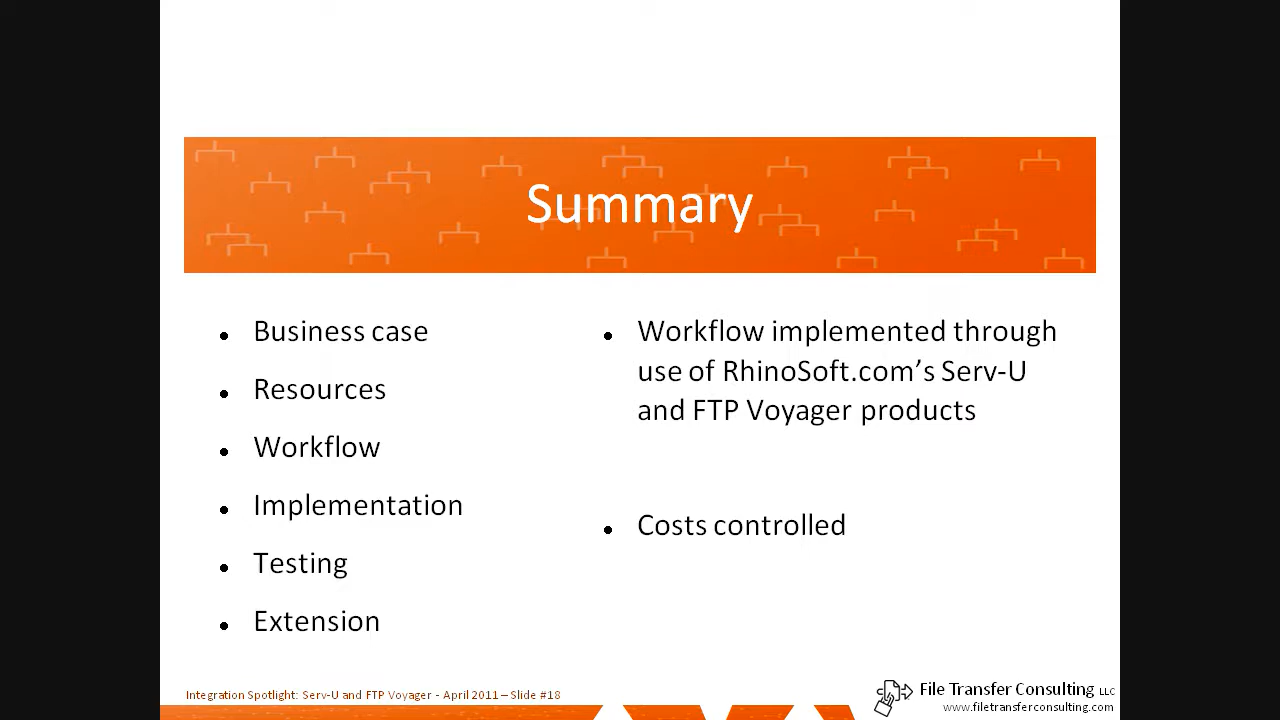 Summary
Business case
Resources
Workflow
Implementation
Testing
Extension
Workflow implemented through
use of RhinoSoft.com’s Serv-U
and FTP Voyager products
Costs controlled
Integration Spotlight: Serv-U and FTP Voyager - April 2011 – Slide #18
File Transfer Consulting LLC
www.filetransferconsulting.com